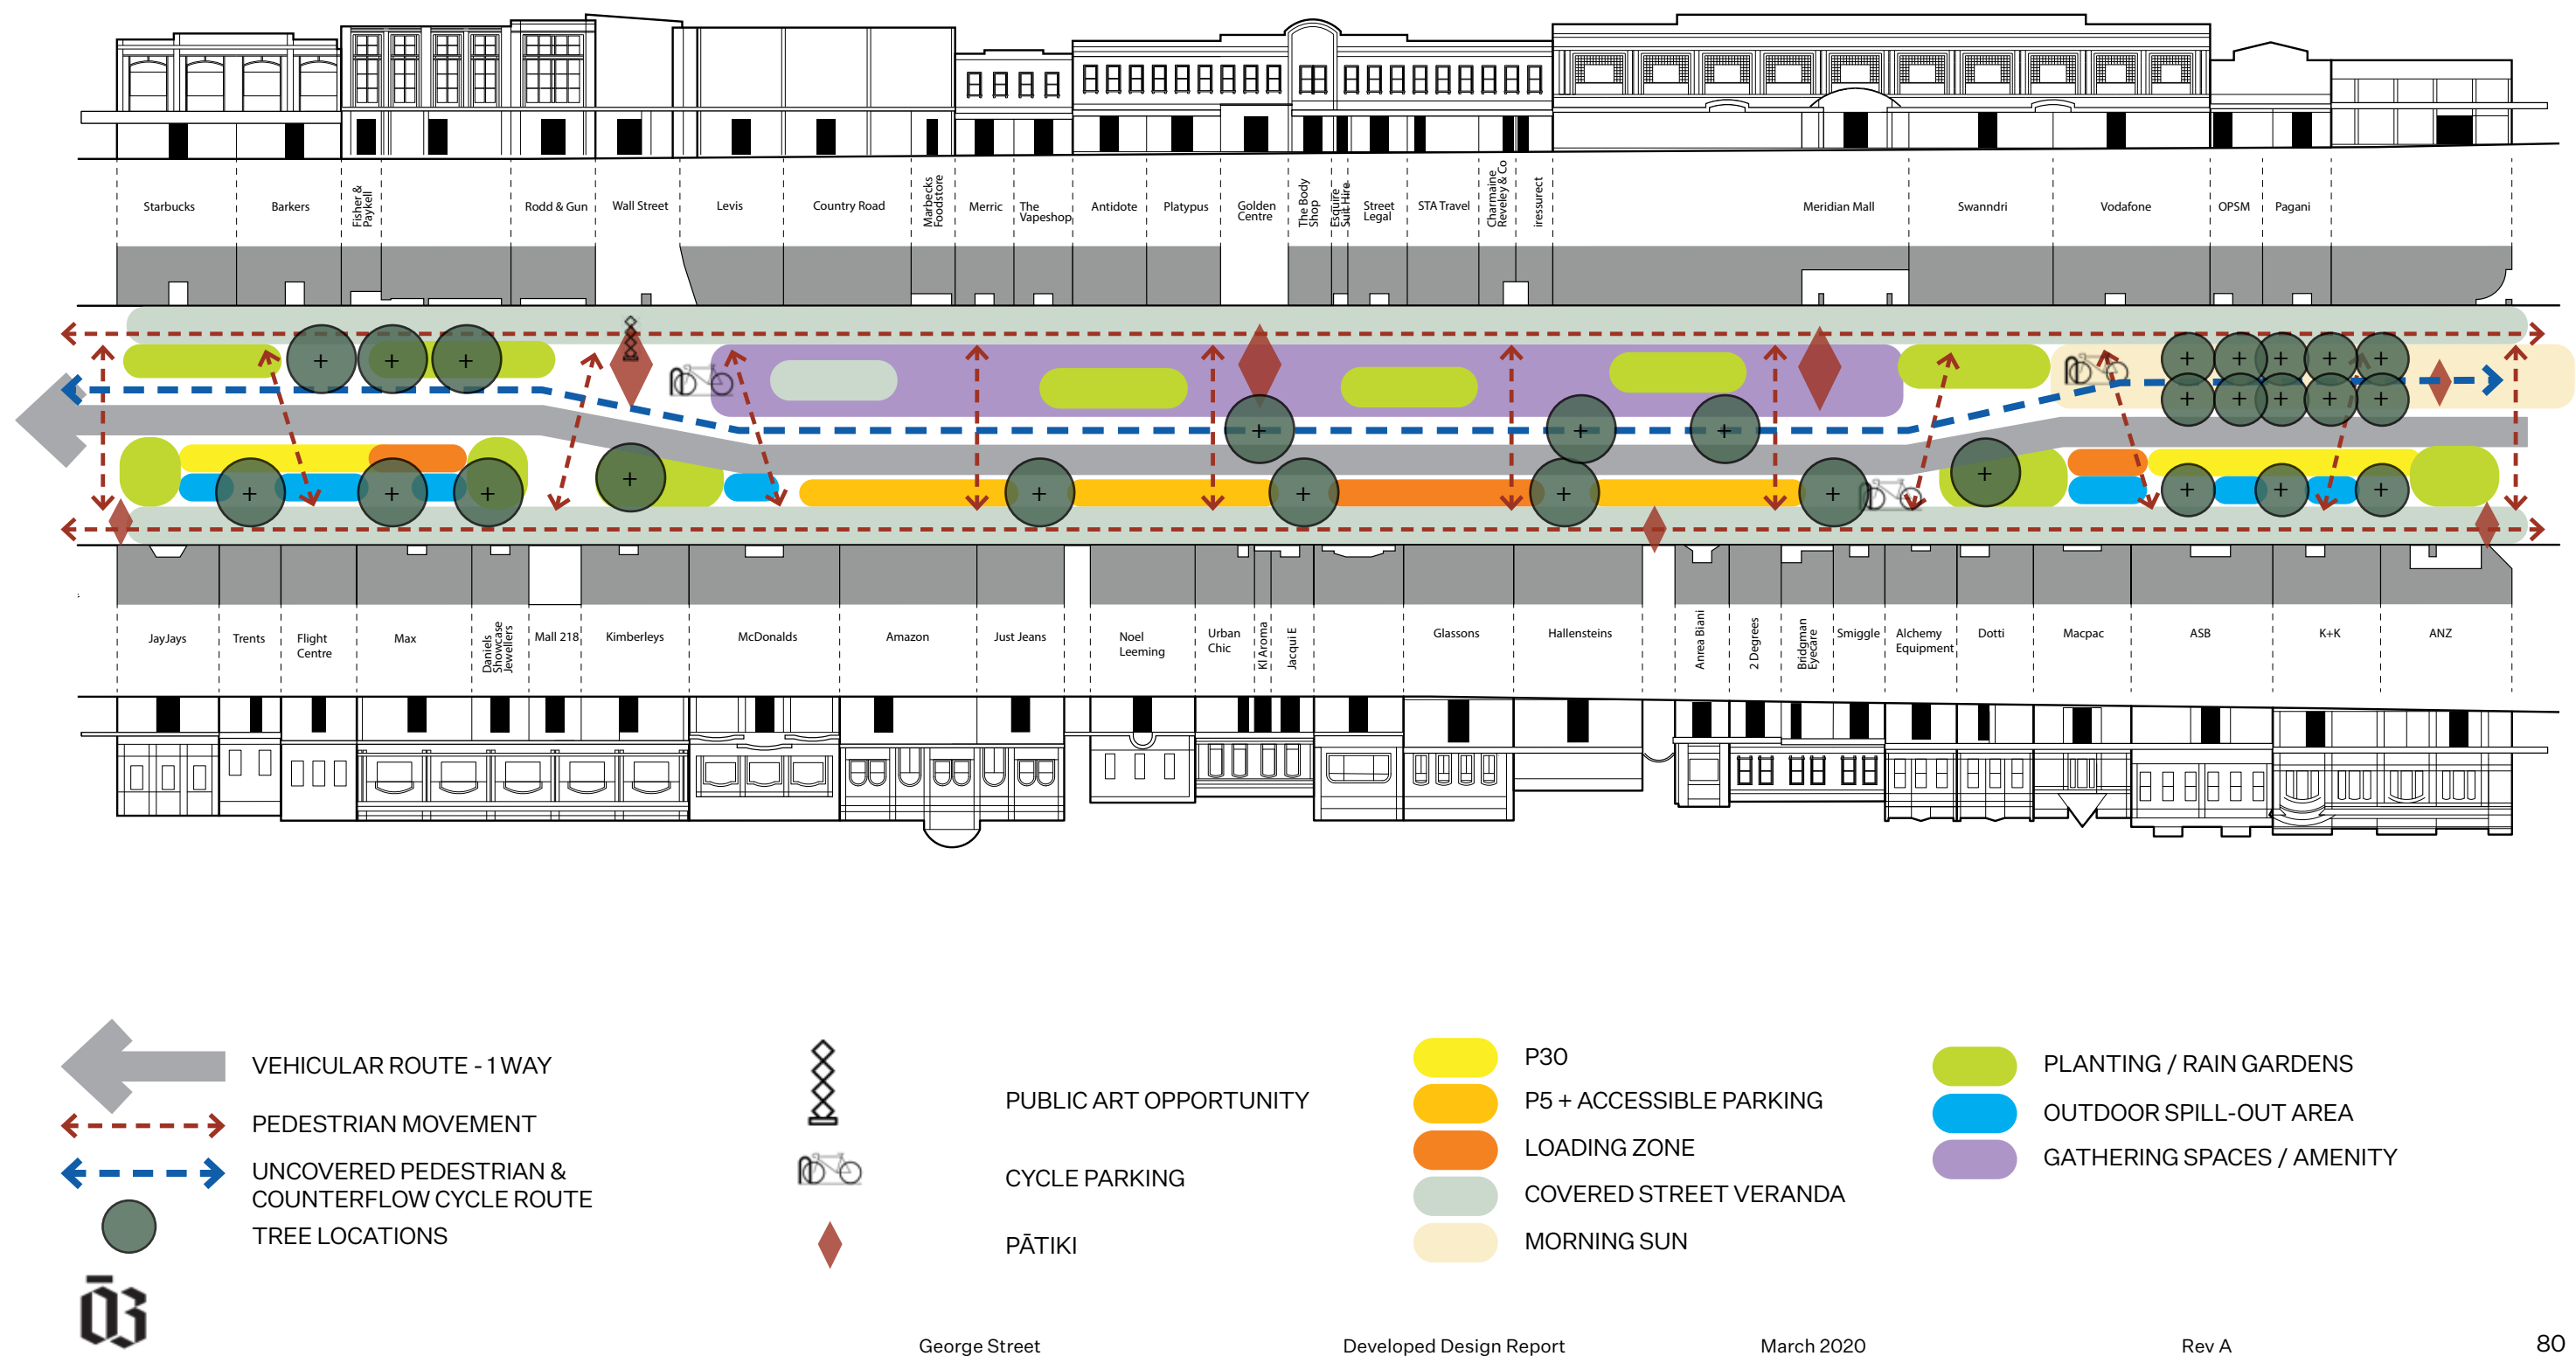 Starbucks
Barkers
Fisher &
Paykell
Rodd & Gun
Wall Street
Levis
Country Road
Marbecks
Foodstore
Merric
The
Vapeshop
Antidote
Platypus
Golden
Centre
The Body
Shop
Esquire
Suit Hire
Street
Legal
STA Travel
Charmaine
Reveley & Co
iressurect
Meridian Mall
Swanndri
Vodafone
OPSM
Pagani
JayJays
Trents
Flight
Centre
Max
Daniels
Showcase
Jewellers
Mall 218
Kimberleys
McDonalds
Amazon
Just Jeans
Noel
Leeming
Urban
Chic
KI Aroma
Jacqui E
Glassons
Hallensteins
Anrea Biani
2 Degrees
Bridgman
Eyecare
Smiggle
Alchemy
Equipment
Dotti
Macpac
ASB
K+K
ANZ
VEHICULAR ROUTE - 1 WAY
PEDESTRIAN MOVEMENT
UNCOVERED PEDESTRIAN &
COUNTERFLOW CYCLE ROUTE
TREE LOCATIONS
PUBLIC ART OPPORTUNITY
CYCLE PARKING
PĀTIKI
P30
P5 + ACCESSIBLE PARKING
LOADING ZONE
COVERED STREET VERANDA
MORNING SUN
PLANTING / RAIN GARDENS
OUTDOOR SPILL-OUT AREA
GATHERING SPACES / AMENITY
George Street
Developed Design Report
March 2020
Rev A
80